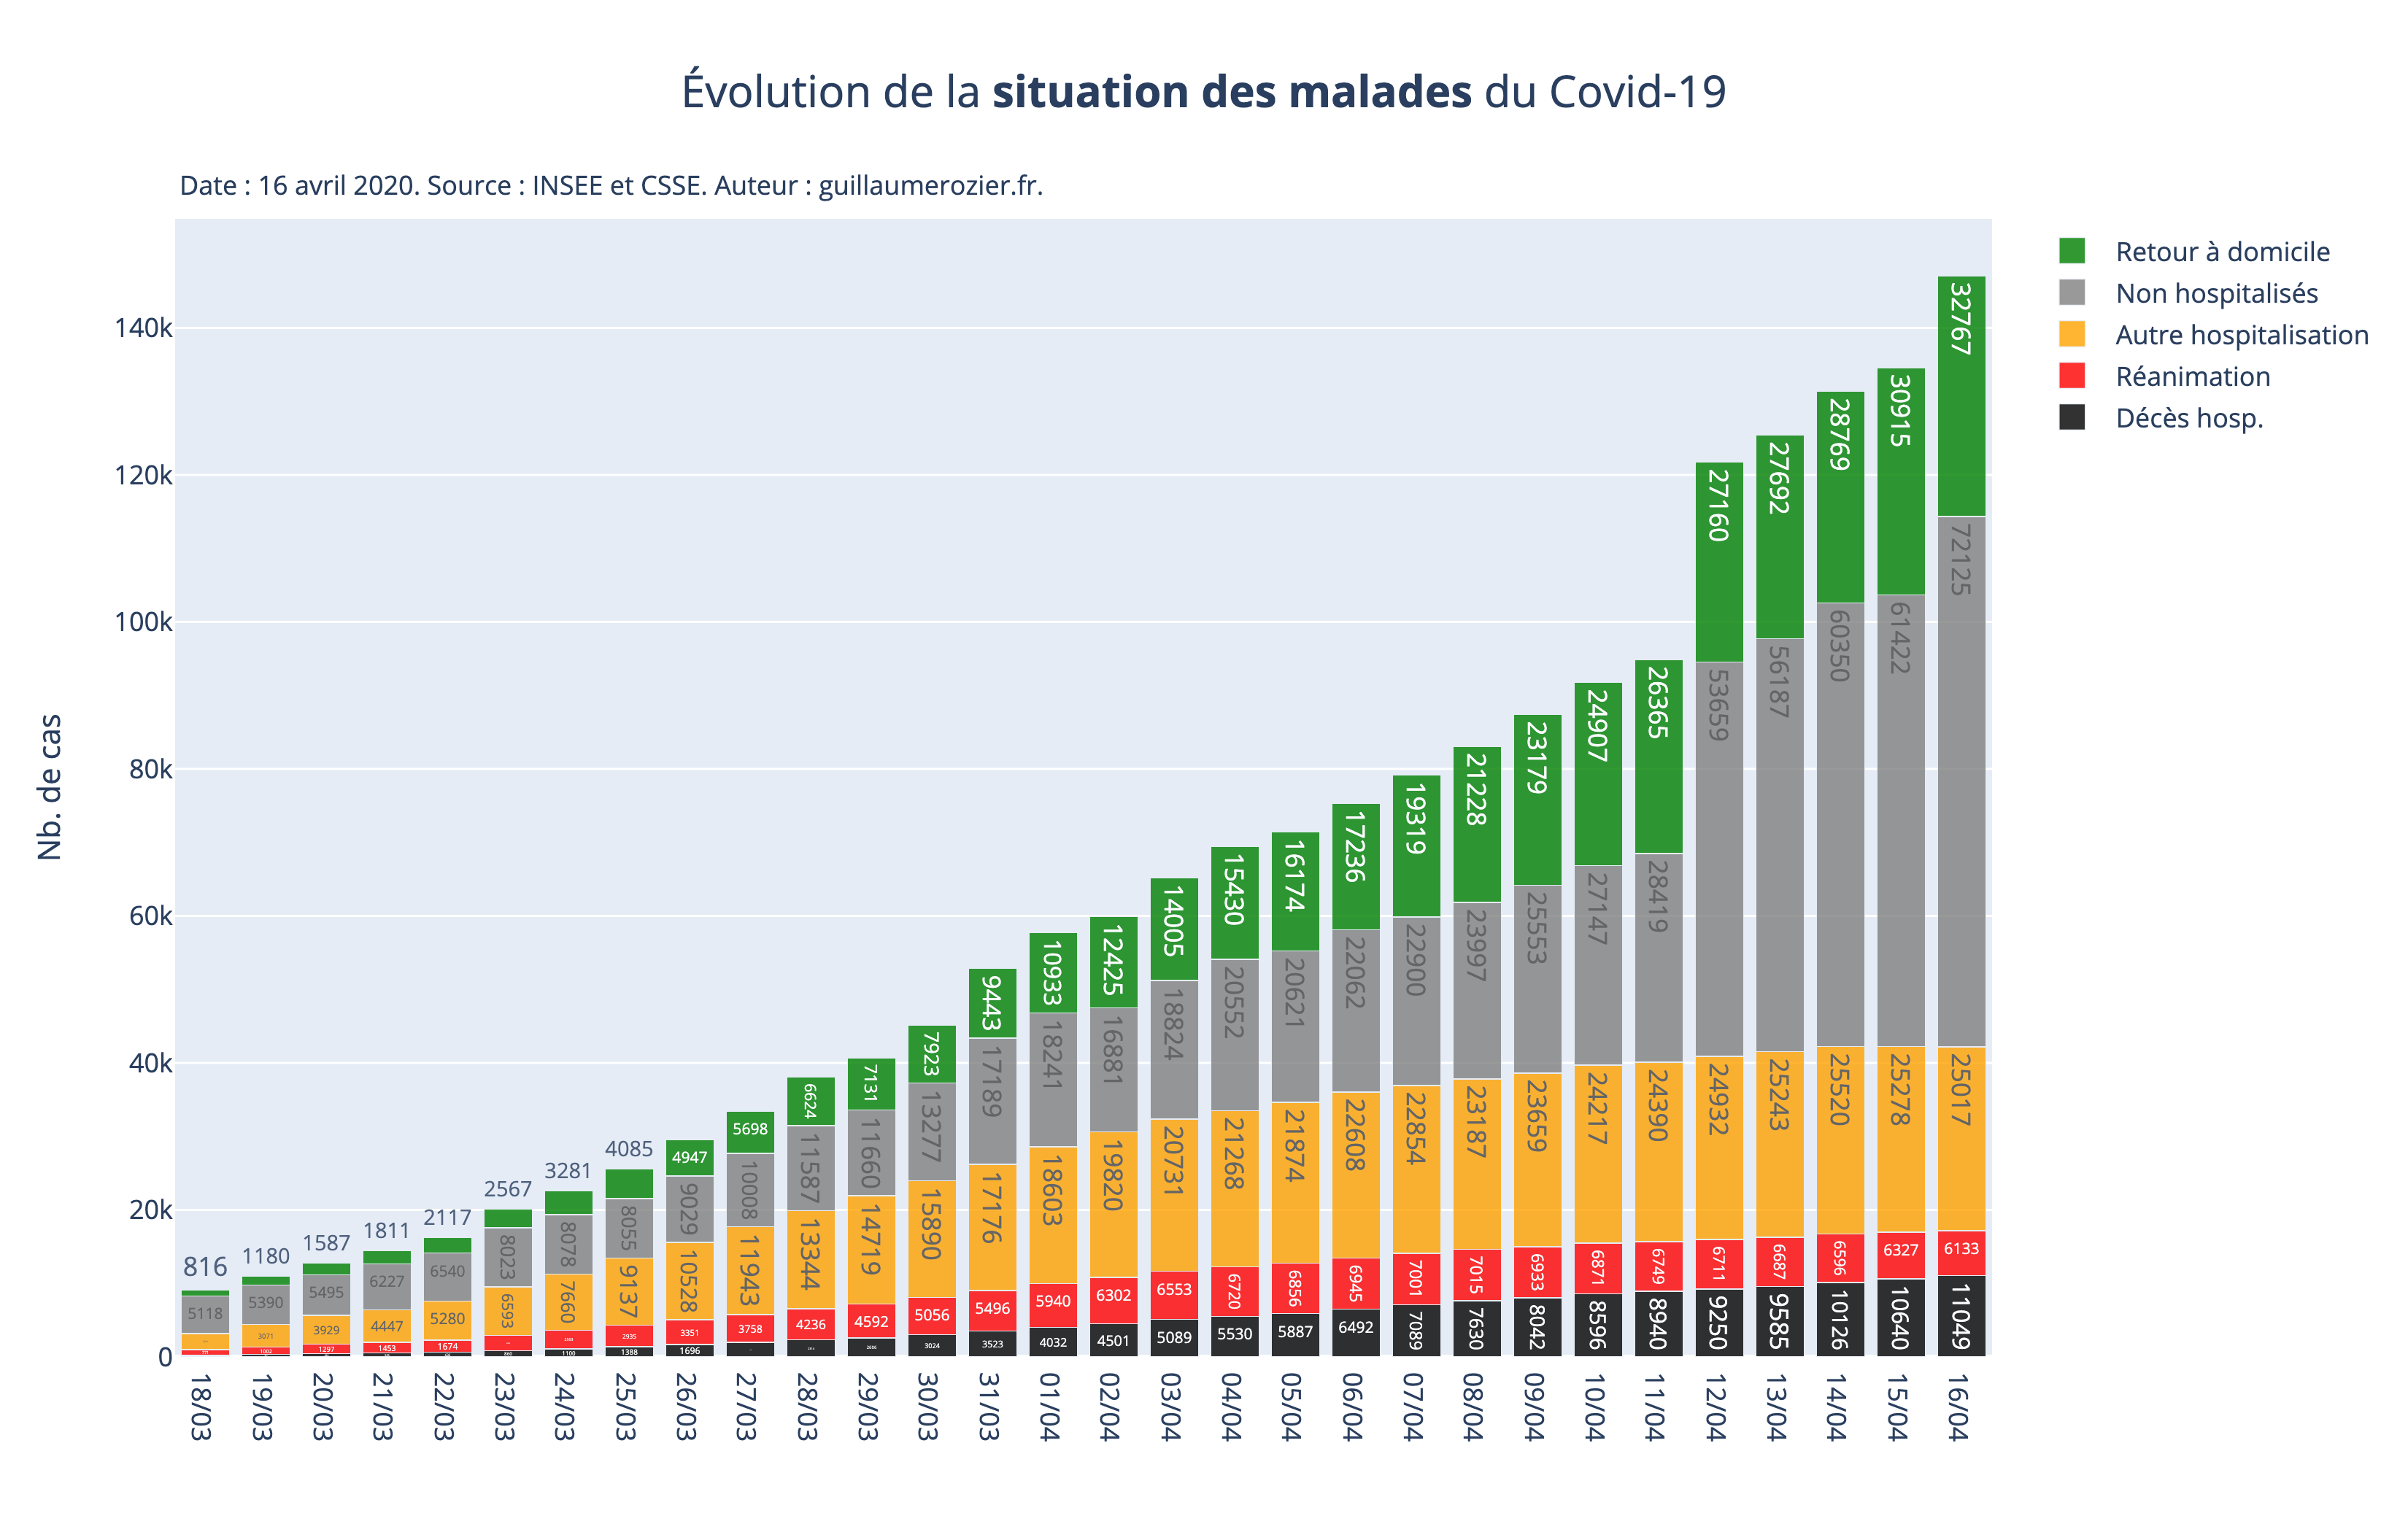 Évolution de la situation des malades du Covid-19
Date : 16 avril 2020. Source : INSEE et CSSE. Auteur : guillaumerozier.fr.
Retour à domicile
Non hospitalisés
Autre hospitalisation
Réanimation
Décès hosp.
Nb. de cas
140k
120k
100k
80k
60k
40k
20k
0
816 1180 1587 1811 2117 2567 3281 4085 4947 5698 6624 7131 7923 9443 10933 12425 14005 15430 16174 17236 19319 21228 23179 24907 26365 27160 27692 28769 30915 32767
5118 5390 5495 6227 6540 8023 8078 8055 9029 10008 11587 11660 13277 17189 18241 16881 18824 20552 20621 22062 22900 23997 25553 27147 28419 53659 56187 60350 61422 72125
3071 3929 4447 5280 6593 7660 9137 10528 11943 13344 14719 15890 17176 18603 19820 20731 21268 21874 22608 22854 23187 23659 24217 24390 24932 25243 25520 25278 25017
1002 1297 1453 1674 2935 3351 3758 4236 4592 5056 5496 5940 6302 6553 6720 6856 6945 7001 7015 6933 6871 6749 6711 6687 6596 6327 6133
860 1100 1388 1696 2606 3024 3523 4032 4501 5089 5530 5887 6492 7089 7630 8042 8596 8940 9250 9585 10126 10640 11049
18/03 19/03 20/03 21/03 22/03 23/03 24/03 25/03 26/03 27/03 28/03 29/03 30/03 31/03 01/04 02/04 03/04 04/04 05/04 06/04 07/04 08/04 09/04 10/04 11/04 12/04 13/04 14/04 15/04 16/04